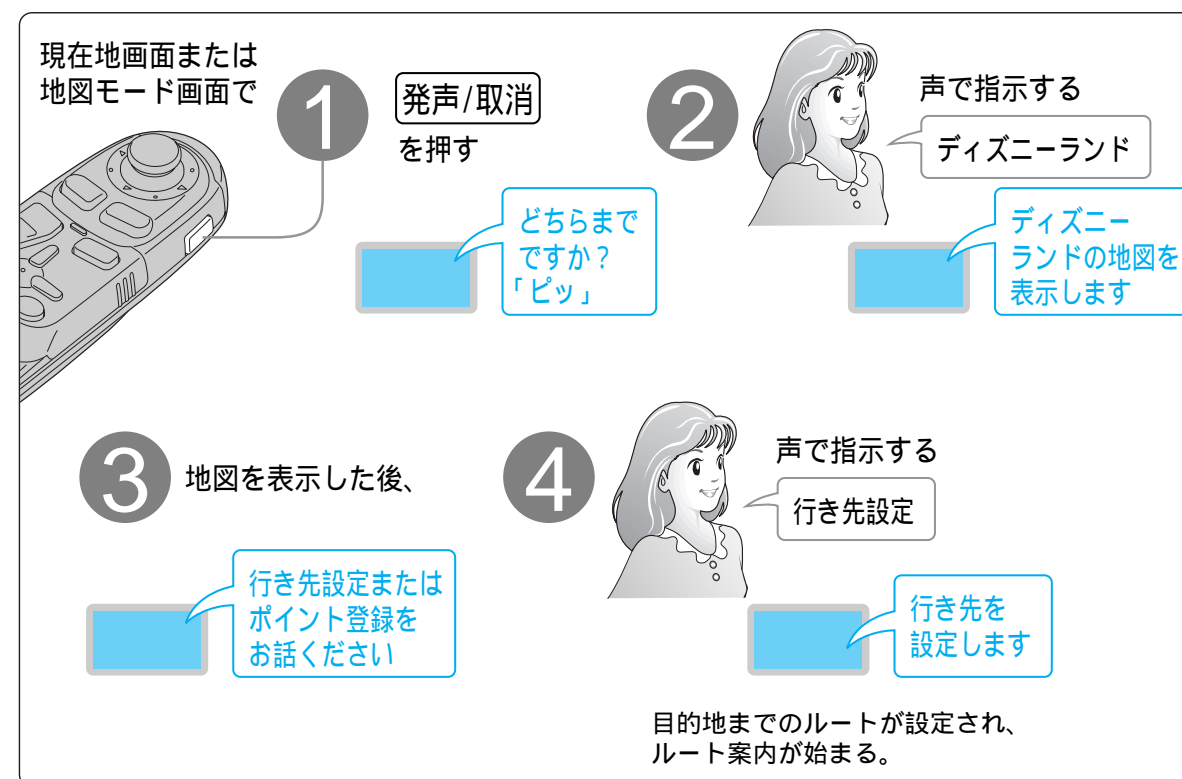 現在地画面または
地図モード画面で
1
発声/取消
を押す
どちらまで
ですか？
「ピッ」
2
声で指示する
ディズニーランド
ディズニー
ランドの地図を
表示します
3
地図を表示した後、
行き先設定または
ポイント登録を
お話ください
4
声で指示する
行き先設定
行き先を
設定します
目的地までのルートが設定され、
ルート案内が始まる。